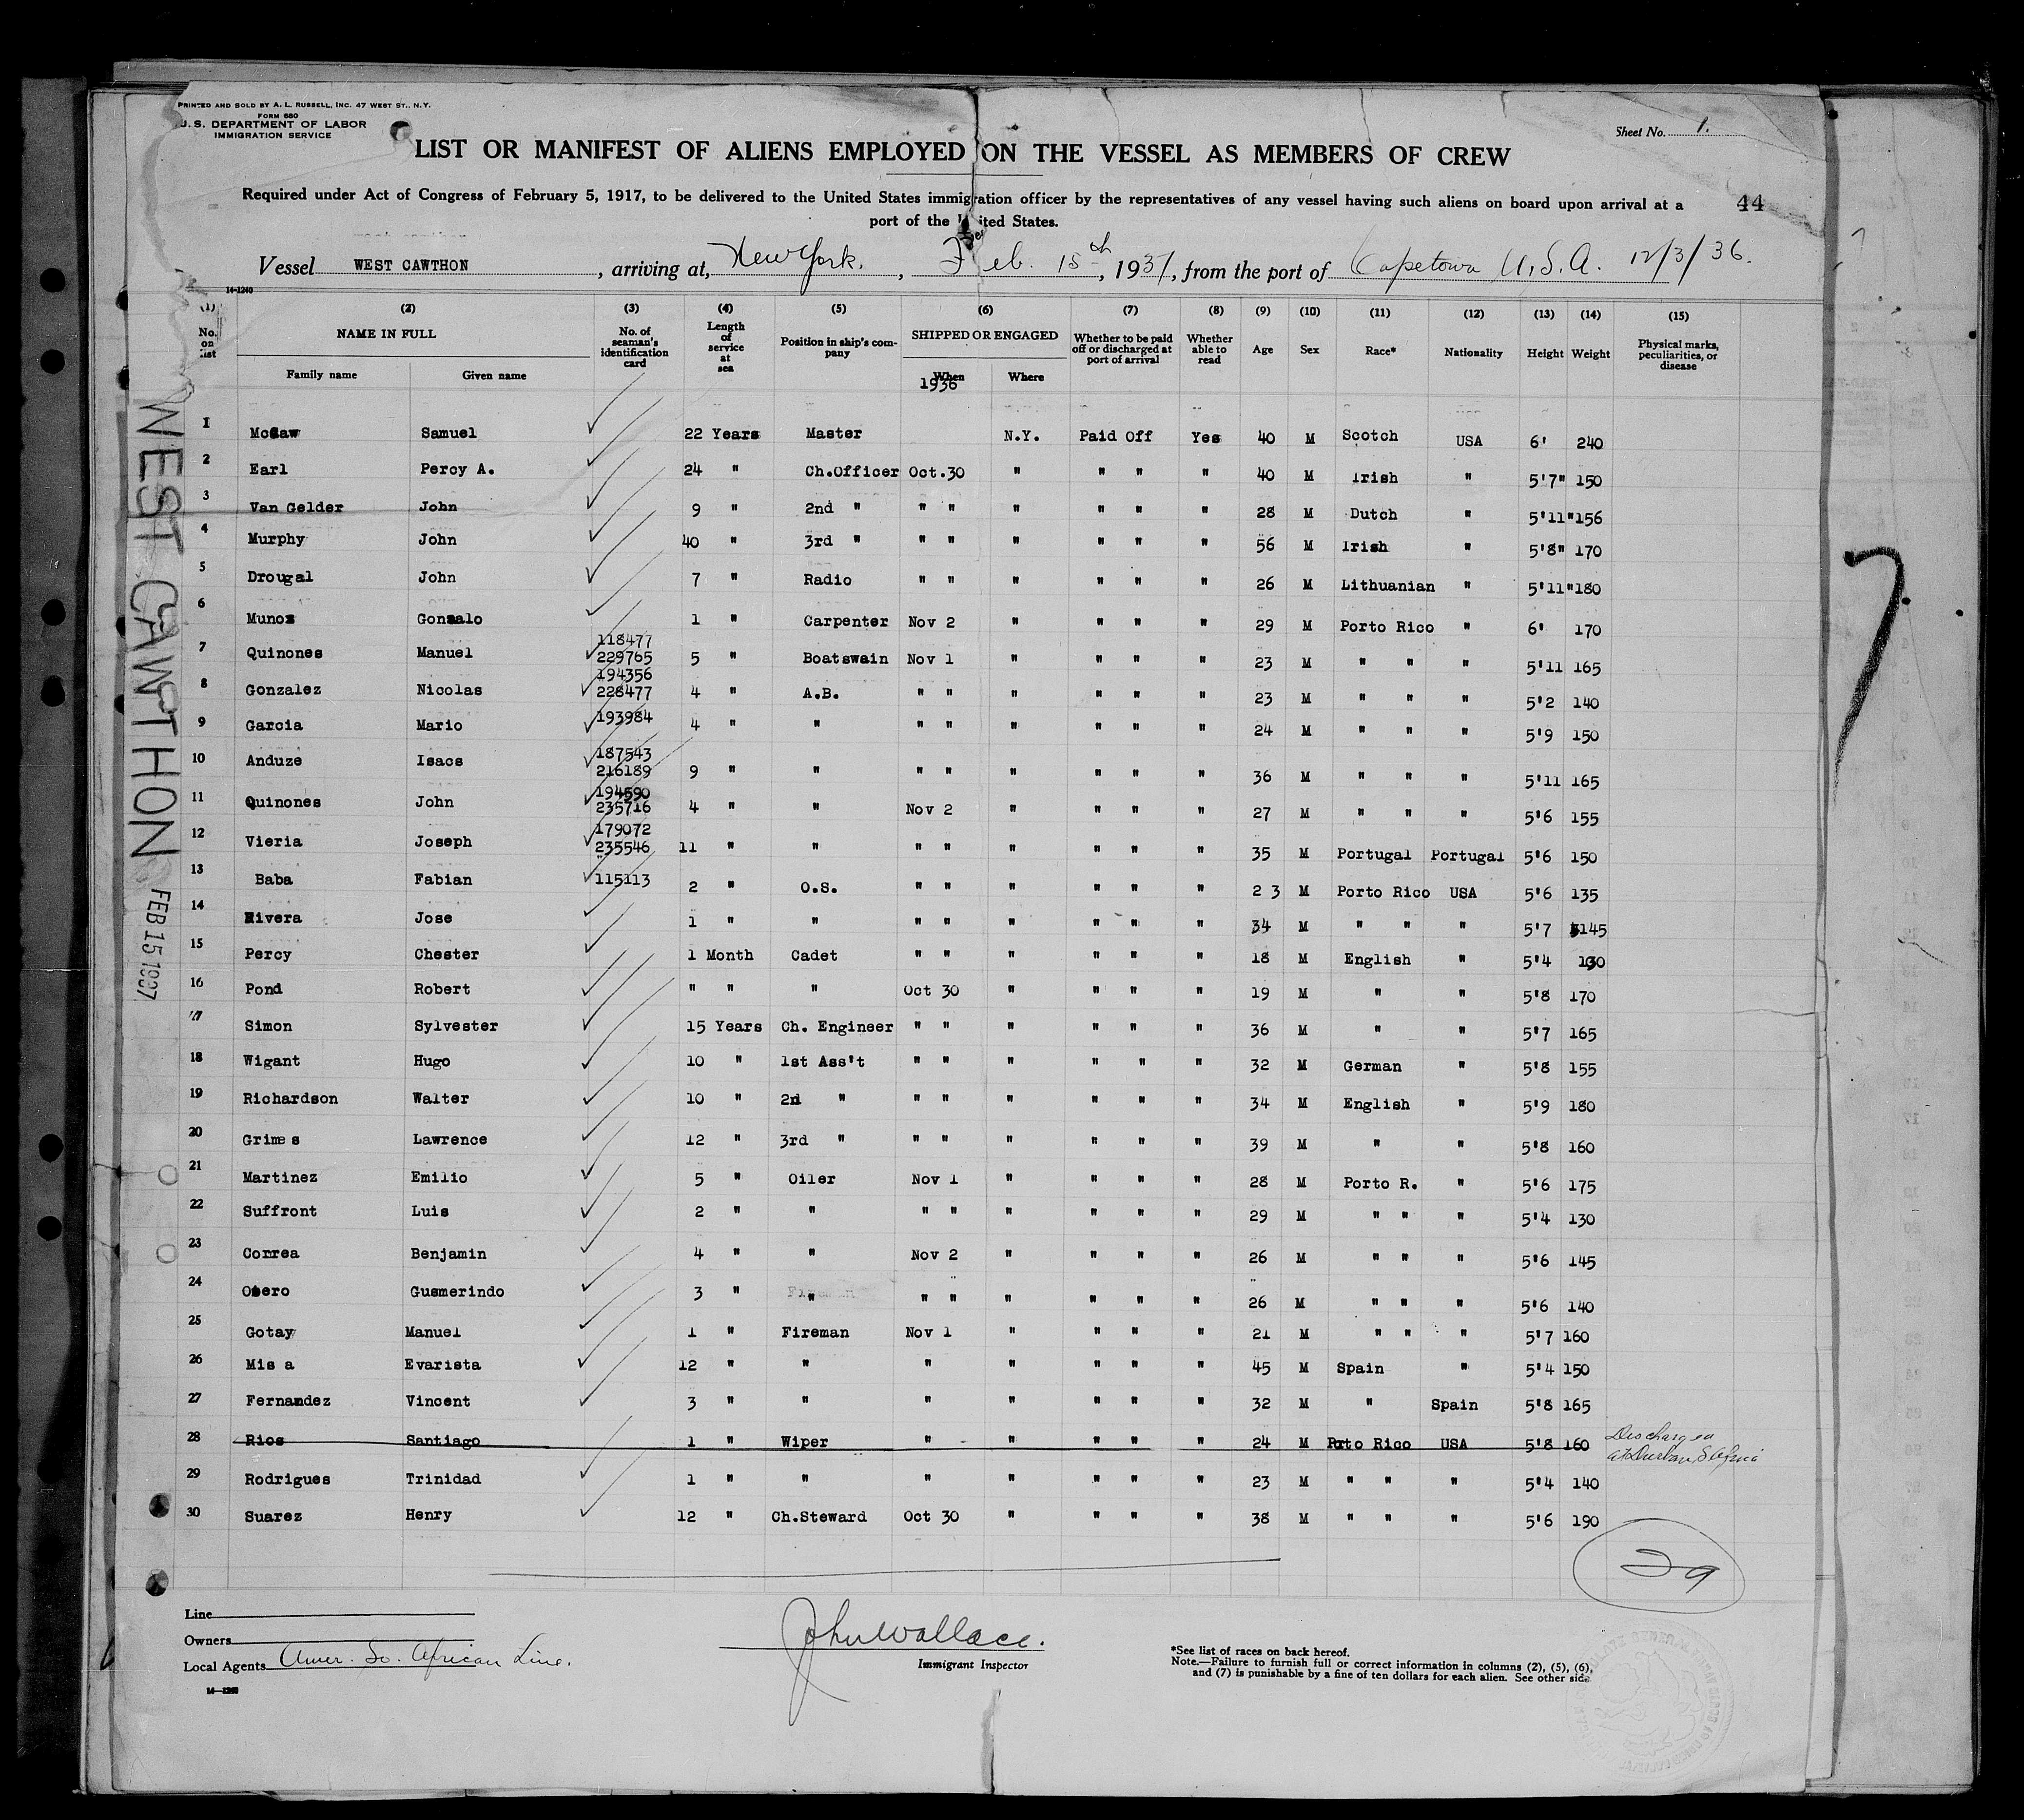 PRINTED AND SOLD BY A. L. RUSSELL, INC. 47 WEST ST., N.Y.
FORM 680
U. S. DEPARTMENT OF LABOR
IMMIGRATION SERVICE
Sheet No. 1.
LIST OR MANIFEST OF ALIENS EMPLOYED ON THE VESSEL AS MEMBERS OF CREW
Required under Act of Congress of February 5, 1917, to be delivered to the United States immigration officer by the representatives of any vessel having such aliens on board upon arrival at a
port of the United States.
44
Vessel WEST CAWTHON, arriving at, New York., Feb. 15th, 1937, from the port of Capetown U.S.A. 12/3/36.
14-1240
(1) (2) (3) (4) (5) (6) (7) (8) (9) (10) (11) (12) (13) (14) (15)
No. on list NAME IN FULL No. of seaman's identification card Length of service at sea Position in ship's company SHIPPED OR ENGAGED Whether to be paid off or discharged at port of arrival Whether able to read Age Sex Race* Nationality Height Weight Physical marks, peculiarities, or disease
Family name Given name When Where
1936
1 McGaw Samuel 22 Years Master N.Y. Paid Off Yes 40 M Scotch USA 6' 240
2 Earl Percy A. 24 " Ch.Officer Oct.30 " " " " 40 M Irish " 5'7" 150
3 Van Gelder John 9 " 2nd " " " " " " " 28 M Dutch " 5'11" 156
4 Murphy John 40 " 3rd " " " " " " " 56 M Irish " 5'8" 170
5 Drougal John 7 " Radio " " " " " " 26 M Lithuanian " 5'11" 180
6 Munoz Gonzalo 1 " Carpenter Nov 2 " " " " 29 M Porto Rico " 6' 170
7 Quinones Manuel 118477 229765 5 " Boatswain Nov 1 " " " " 23 M " " " 5'11 165
8 Gonzalez Nicolas 194356 228477 4 " A.B. " " " " " " 23 M " " " 5'2 140
9 Garcia Mario 193984 4 " " " " " " " " 24 M " " " 5'9 150
10 Anduze Isacs 187543 216189 9 " " " " " " " " 36 M " " " 5'11 165
11 Quinones John 194590 235716 4 " " Nov 2 " " " " 27 M " " " 5'6 155
12 Vieria Joseph 179072 235546 11 " " " " " " " " 35 M Portugal Portugal 5'6 150
13 Baba Fabian 115113 2 " O.S. " " " " " " 2 3 M Porto Rico USA 5'6 135
14 Rivera Jose 1 " " " " " " " " 34 M " " " 5'7 145
15 Percy Chester 1 Month Cadet " " " " " " 18 M English " 5'4 130
16 Pond Robert " " " Oct 30 " " " " 19 M " " 5'8 170
17 Simon Sylvester 15 Years Ch. Engineer " " " " " " 36 M " " 5'7 165
18 Wigant Hugo 10 " 1st Ass't " " " " " " 32 M German " 5'8 155
19 Richardson Walter 10 " 2nd " " " " " " " 34 M English " 5'9 180
20 Grimes Lawrence 12 " 3rd " " " " " " " 39 M " " 5'8 160
21 Martinez Emilio 5 " Oiler Nov 1 " " " " 28 M Porto R. " 5'6 175
22 Suffront Luis 2 " " " " " " " " 29 M " " " 5'4 130
23 Correa Benjamin 4 " " Nov 2 " " " " 26 M " " " 5'6 145
24 Otero Gusmerindo 3 " " " " " " " " 26 M " " " 5'6 140
25 Gotay Manuel 1 " Fireman Nov 1 " " " " 21 M " " " 5'7 160
26 Mis a Evarista 12 " " " " " " " 45 M Spain " 5'4 150
27 Fernandez Vincent 3 " " " " " " " 32 M " Spain 5'8 165
28 Rios Santiago 1 " Wiper " " " " " 24 M Porto Rico USA 5'8 160 Discharged at Durban S Africa
29 Rodrigues Trinidad 1 " " " " " " " 23 M " " " 5'4 140
30 Suarez Henry 12 " Ch.Steward Oct 30 " " " " 38 M " " " 5'6 190
29
Line
Owners
Local Agents Amer. So. African Line.
John Wallace.
Immigrant Inspector
*See list of races on back hereof.
Note.—Failure to furnish full or correct information in columns (2), (5), (6),
and (7) is punishable by a fine of ten dollars for each alien. See other side.
14-1240
WEST CAWTHON
FEB 15 1937